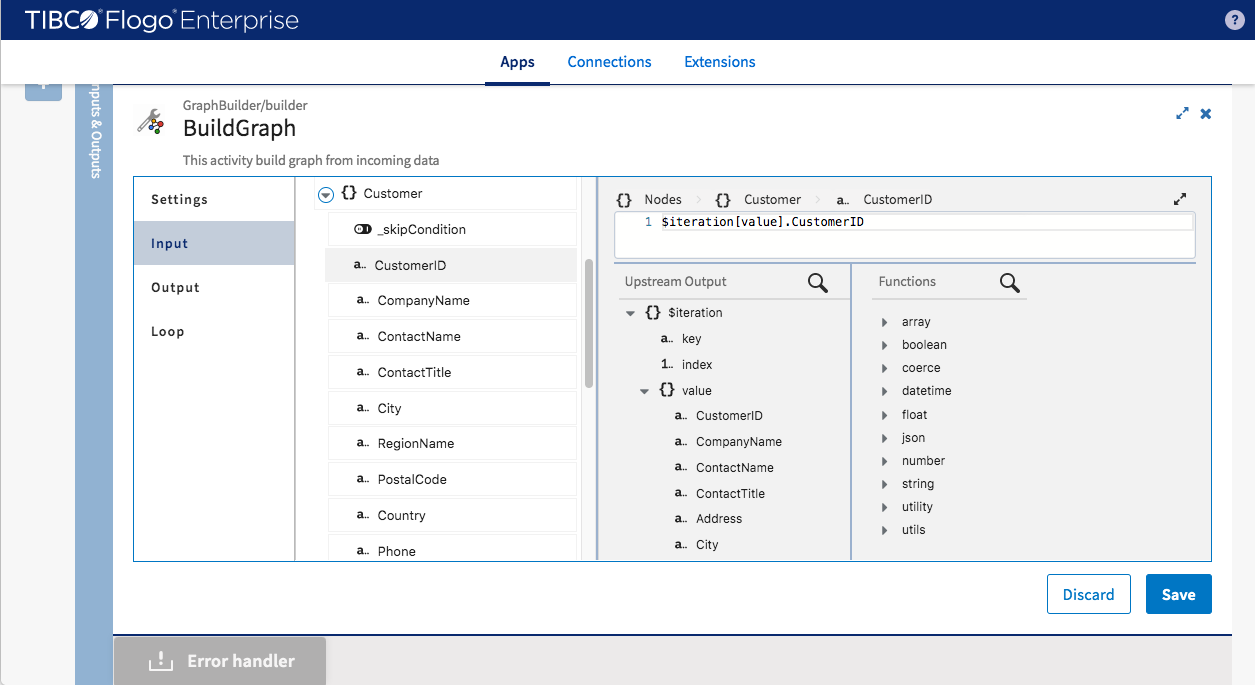 TIBCO Flogo® Enterprise
?
Apps
Connections
Extensions
nputs & Outputs
GraphBuilder/builder
BuildGraph
This activity build graph from incoming data
Settings
Input
Output
Loop
{} Customer
_skipCondition
a.. CustomerID
a.. CompanyName
a.. ContactName
a.. ContactTitle
a.. City
a.. RegionName
a.. PostalCode
a.. Country
a.. Phone
{} Nodes {} Customer a.. CustomerID
1 $iteration[value].CustomerID
Upstream Output
{} $iteration
a.. key
1.. index
{} value
a.. CustomerID
a.. CompanyName
a.. ContactName
a.. ContactTitle
a.. Address
a.. City
Functions
array
boolean
coerce
datetime
float
json
number
string
utility
utils
Discard
Save
Error handler